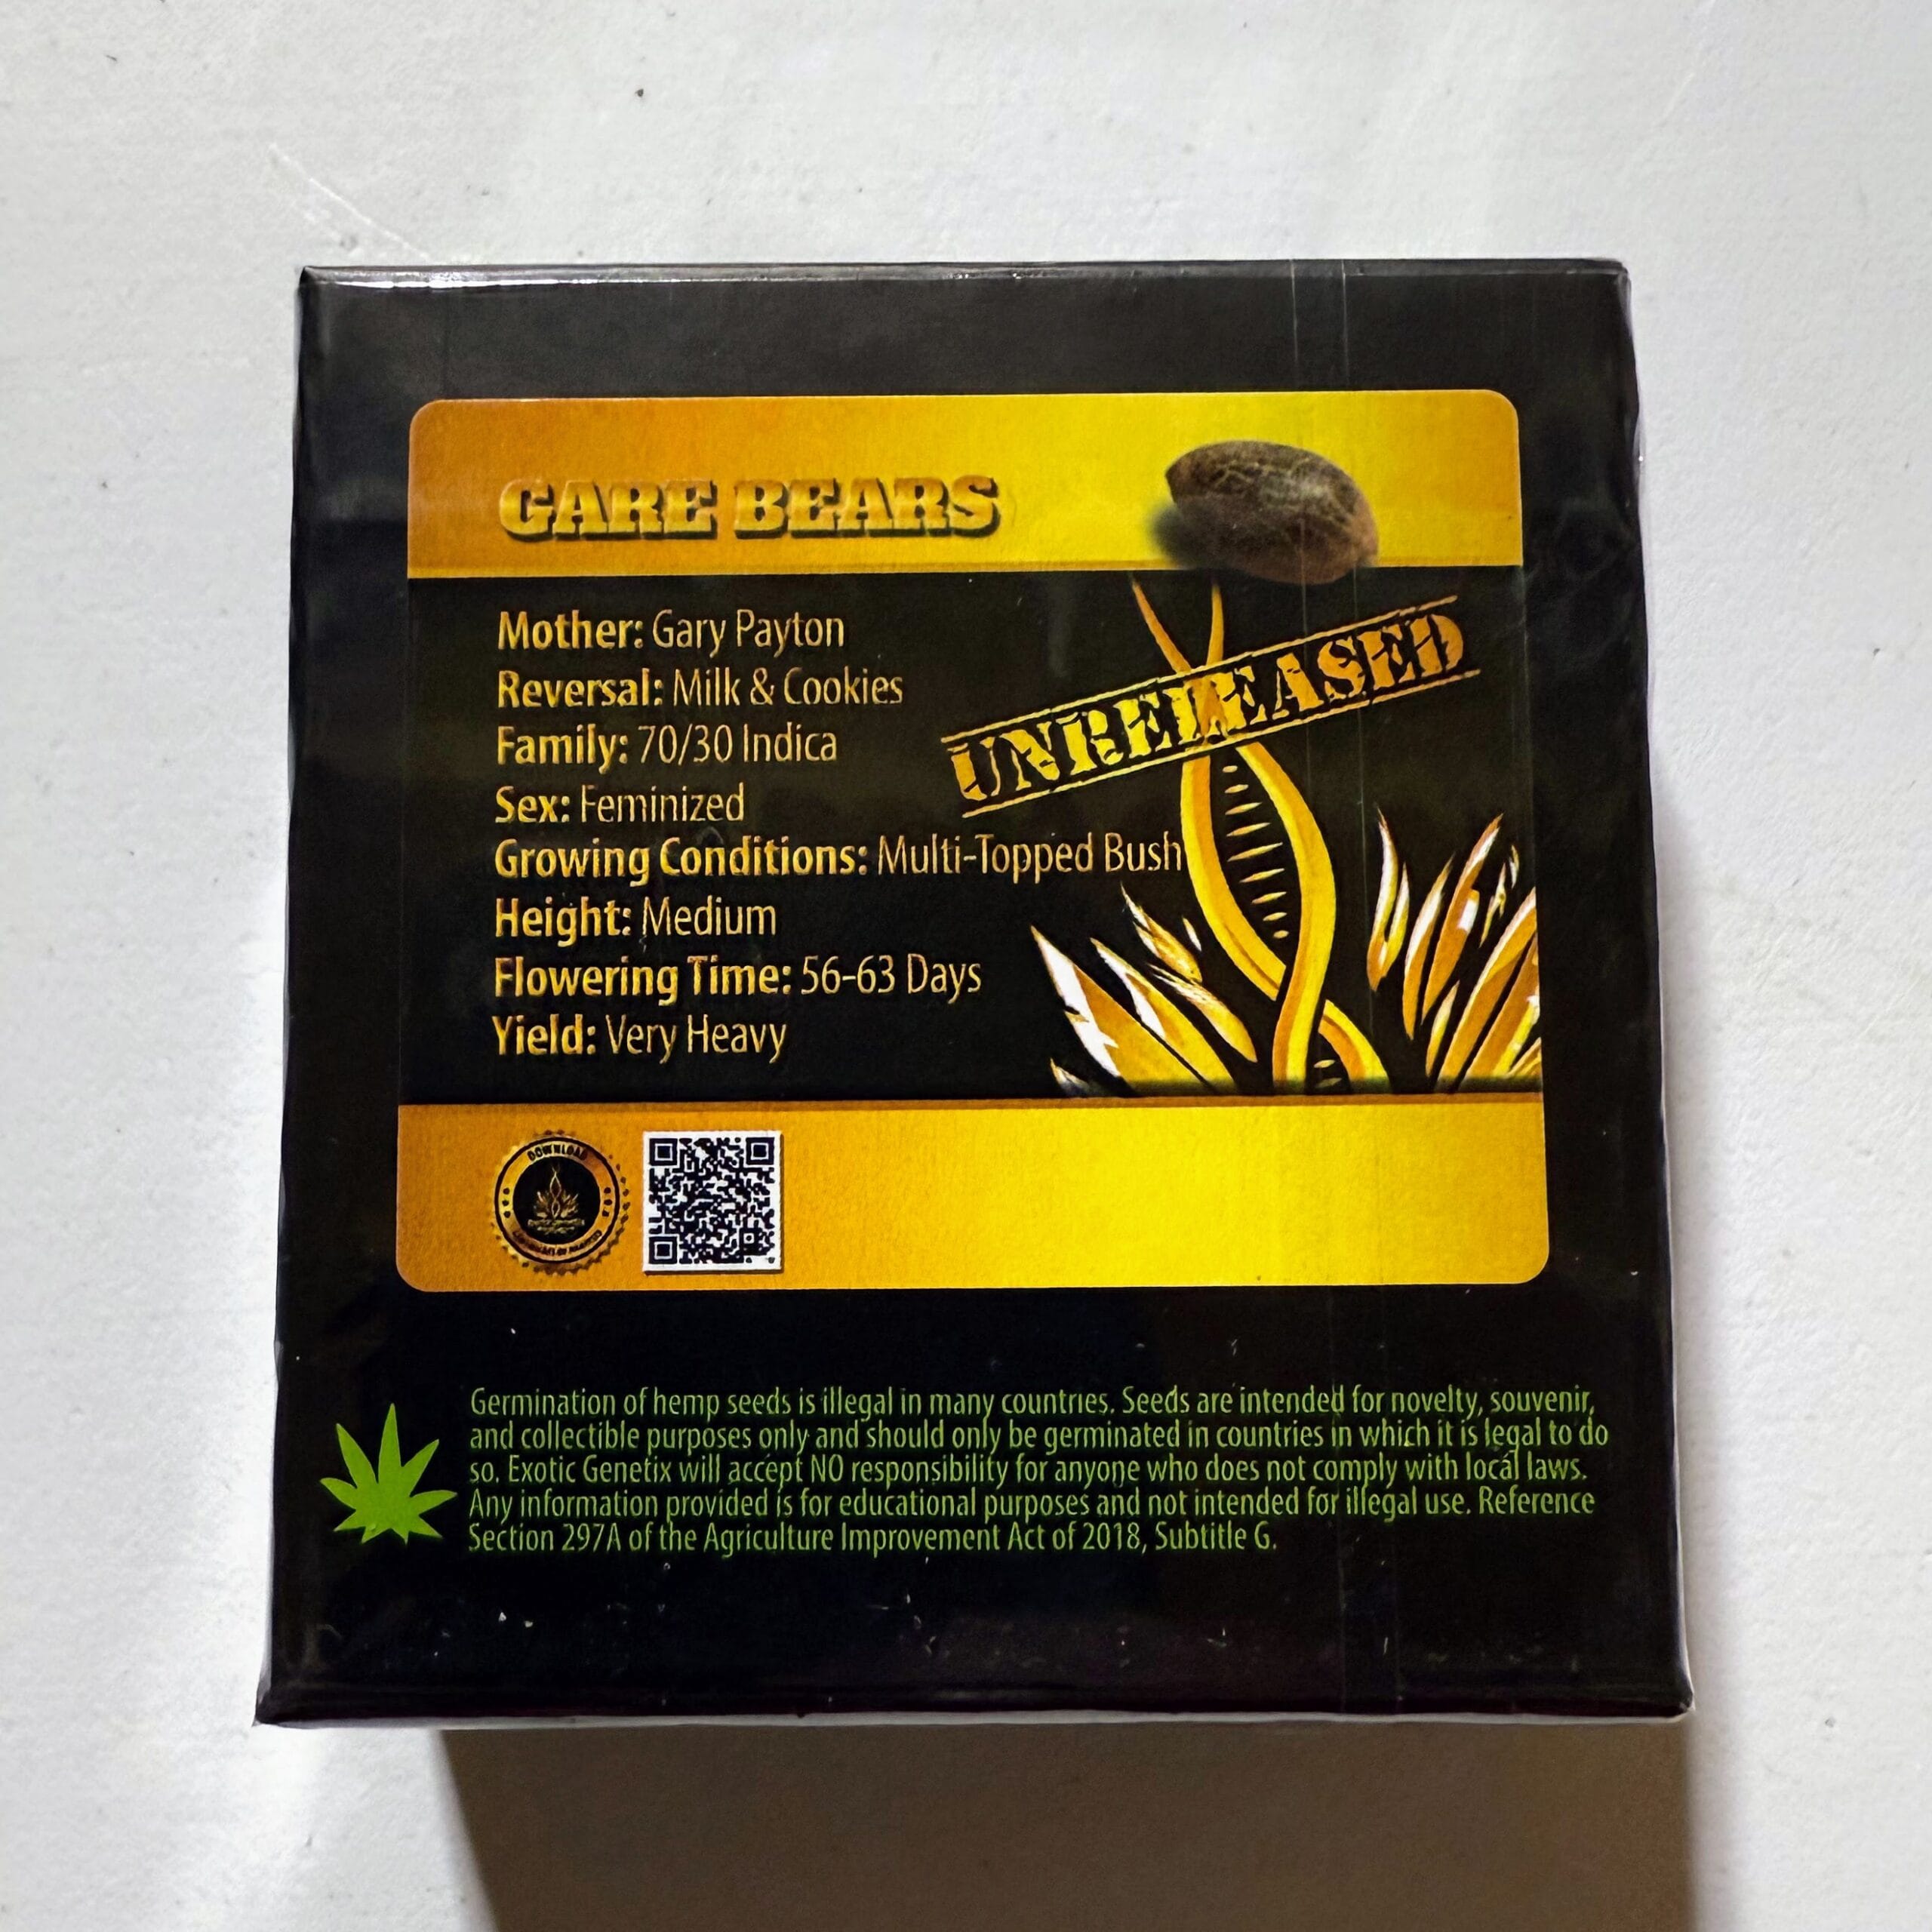 GARE BEARS
Mother: Gary Payton
Reversal: Milk & Cookies
Family: 70/30 Indica
UNRELEASED
Sex: Feminized
Growing Conditions: Multi-Topped Bush
Height: Medium
Flowering Time: 56-63 Days
Yield: Very Heavy
DOWNLOAD
Germination of hemp seeds is illegal in many countries. Seeds are intended for novelty, souvenir,
and collectible purposes only and should only be germinated in countries in which it is legal to do
so. Exotic Genetix will accept NO responsibility for anyone who does not comply with local laws.
Any information provided is for educational purposes and not intended for illegal use. Reference
Section 297A of the Agriculture Improvement Act of 2018, Subtitle G.